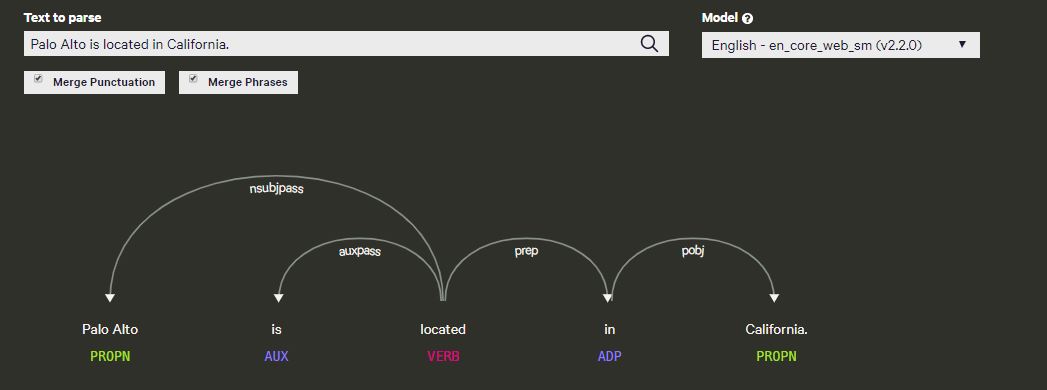 Text to parse
Model ?
Palo Alto is located in California.
English - en_core_web_sm (v2.2.0)
Merge Punctuation
Merge Phrases
nsubjpass
auxpass
prep
pobj
Palo Alto is located in California.
PROPN AUX VERB ADP PROPN